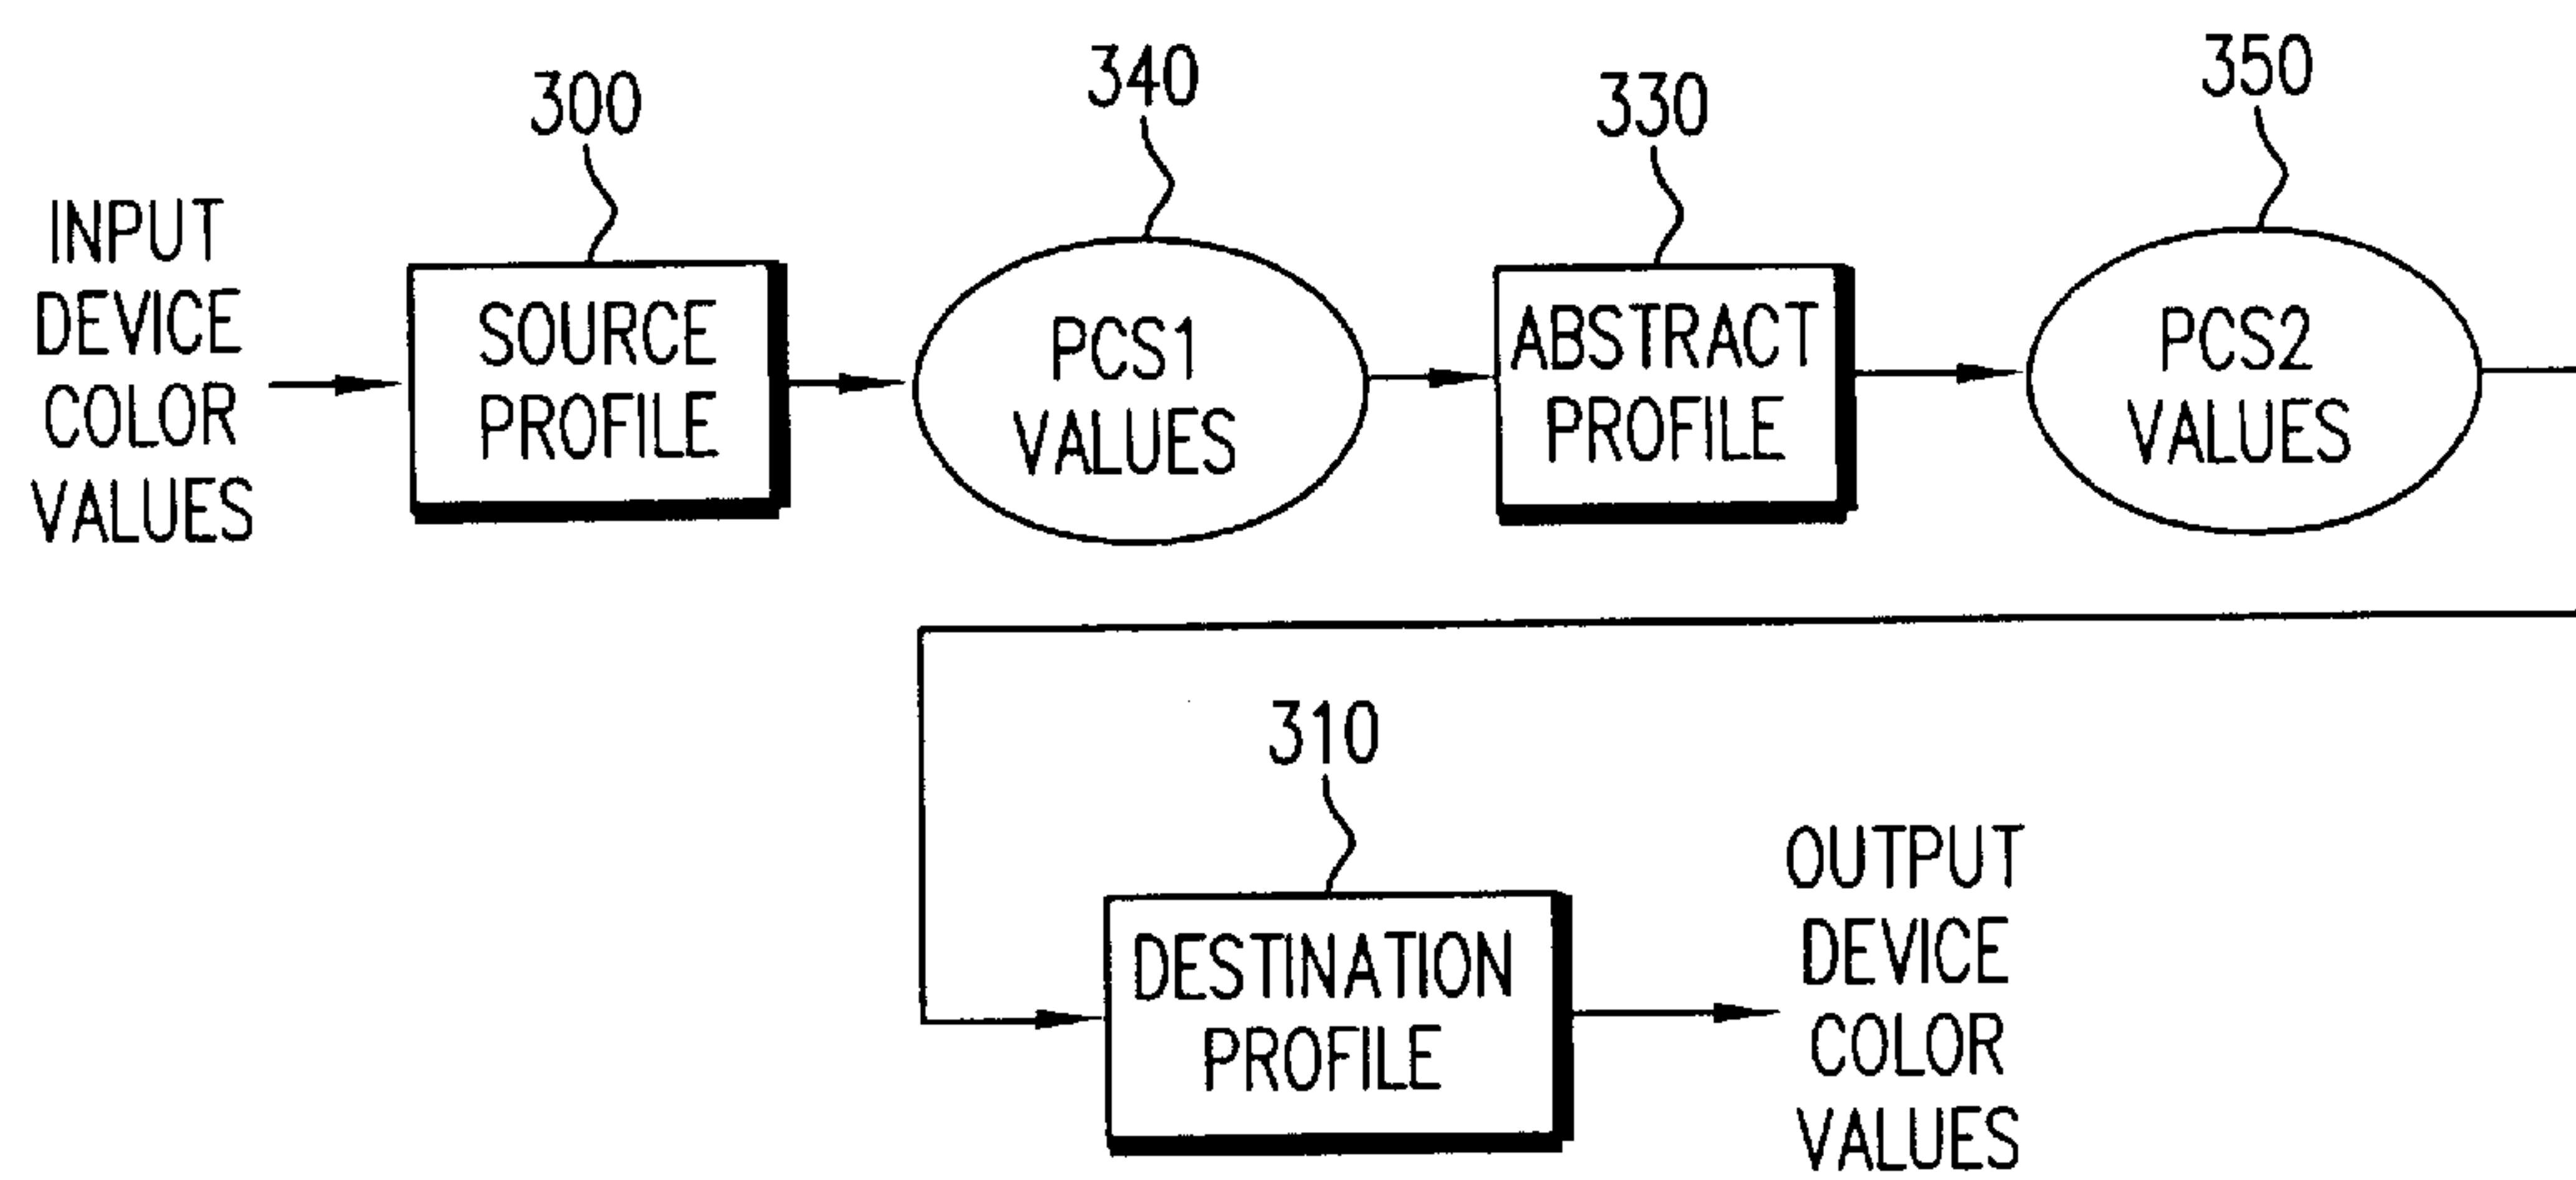 300
340
330
350
INPUT
DEVICE
COLOR
VALUES
SOURCE
PROFILE
PCS1
VALUES
ABSTRACT
PROFILE
PCS2
VALUES
310
DESTINATION
PROFILE
OUTPUT
DEVICE
COLOR
VALUES